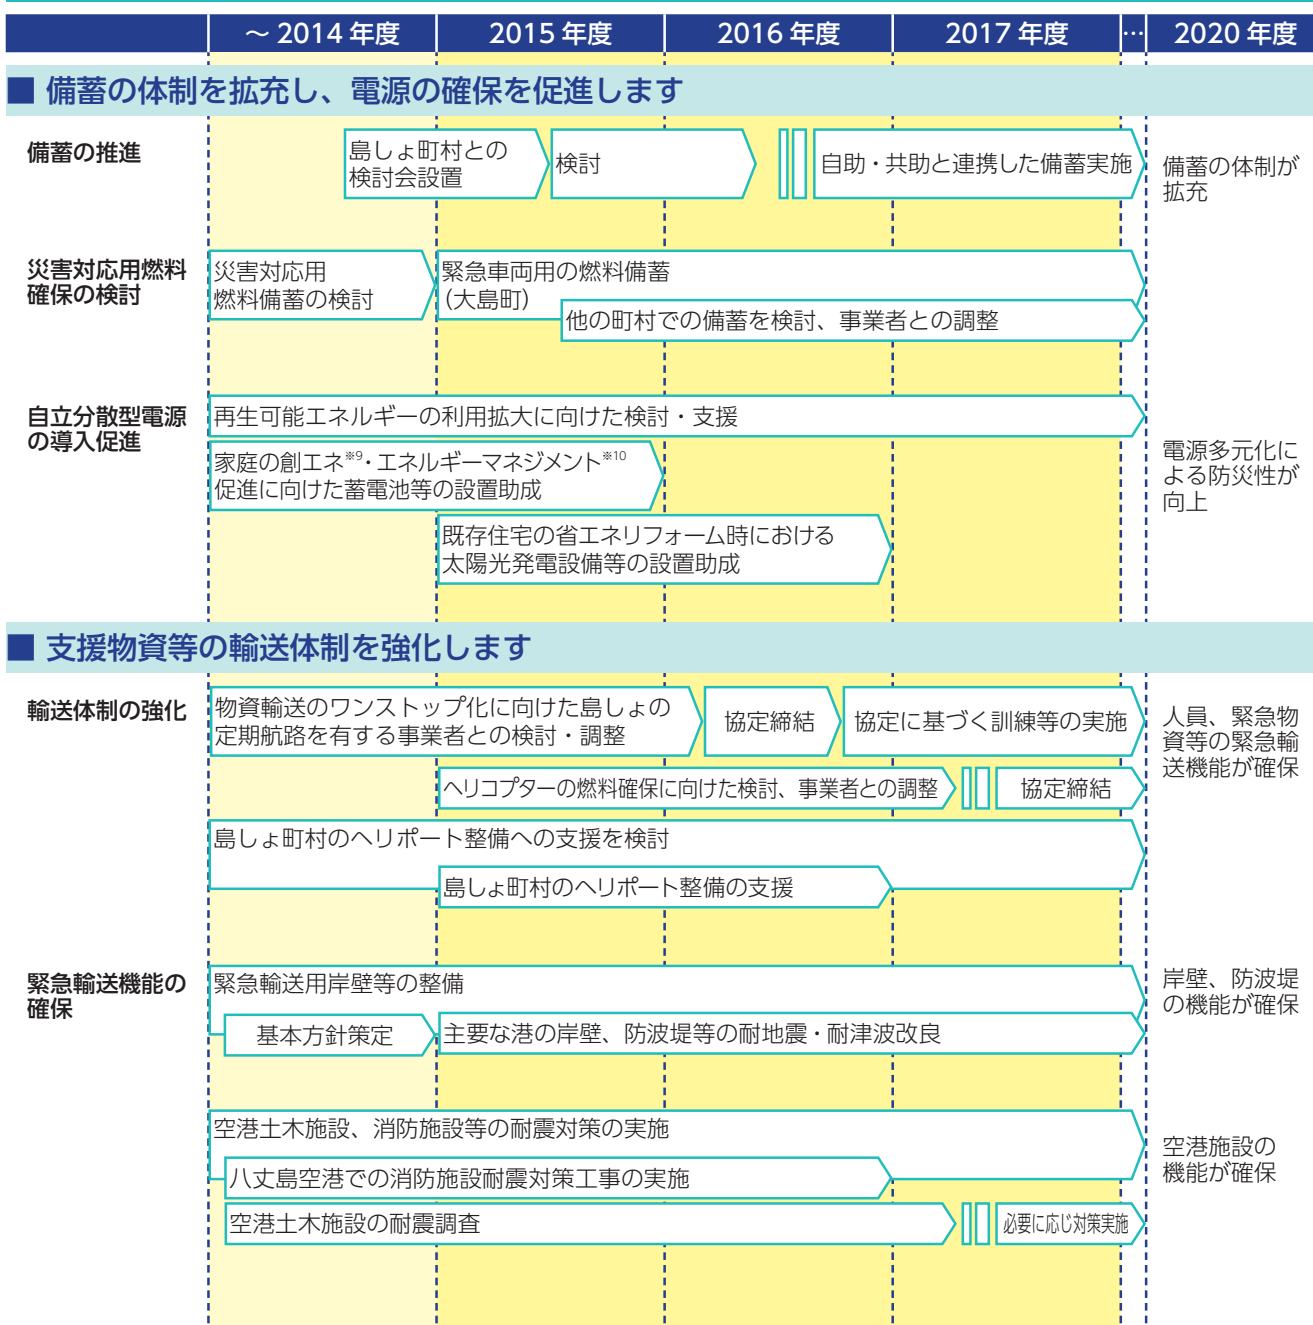 ～ 2014 年度
2015 年度
2016 年度
2017 年度
…
2020 年度
■ 備蓄の体制を拡充し、電源の確保を促進します
備蓄の推進
島しょ町村との
検討会設置
検討
自助・共助と連携した備蓄実施
備蓄の体制が
拡充
災害対応用燃料
確保の検討
災害対応用
燃料備蓄の検討
緊急車両用の燃料備蓄
（大島町）
他の町村での備蓄を検討、事業者との調整
自立分散型電源
の導入促進
再生可能エネルギーの利用拡大に向けた検討・支援
家庭の創エネ※9・エネルギーマネジメント※10
促進に向けた蓄電池等の設置助成
既存住宅の省エネリフォーム時における
太陽光発電設備等の設置助成
電源多元化に
よる防災性が
向上
■ 支援物資等の輸送体制を強化します
輸送体制の強化
物資輸送のワンストップ化に向けた島しょの
定期航路を有する事業者との検討・調整
協定締結
協定に基づく訓練等の実施
人員、緊急物
資等の緊急輸
送機能が確保
ヘリコプターの燃料確保に向けた検討、事業者との調整
協定締結
島しょ町村のヘリポート整備への支援を検討
島しょ町村のヘリポート整備の支援
緊急輸送機能の
確保
緊急輸送用岸壁等の整備
基本方針策定
主要な港の岸壁、防波堤等の耐地震・耐津波改良
岸壁、防波堤
の機能が確保
空港土木施設、消防施設等の耐震対策の実施
八丈島空港での消防施設耐震対策工事の実施
空港土木施設の耐震調査
必要に応じ対策実施
空港施設の
機能が確保